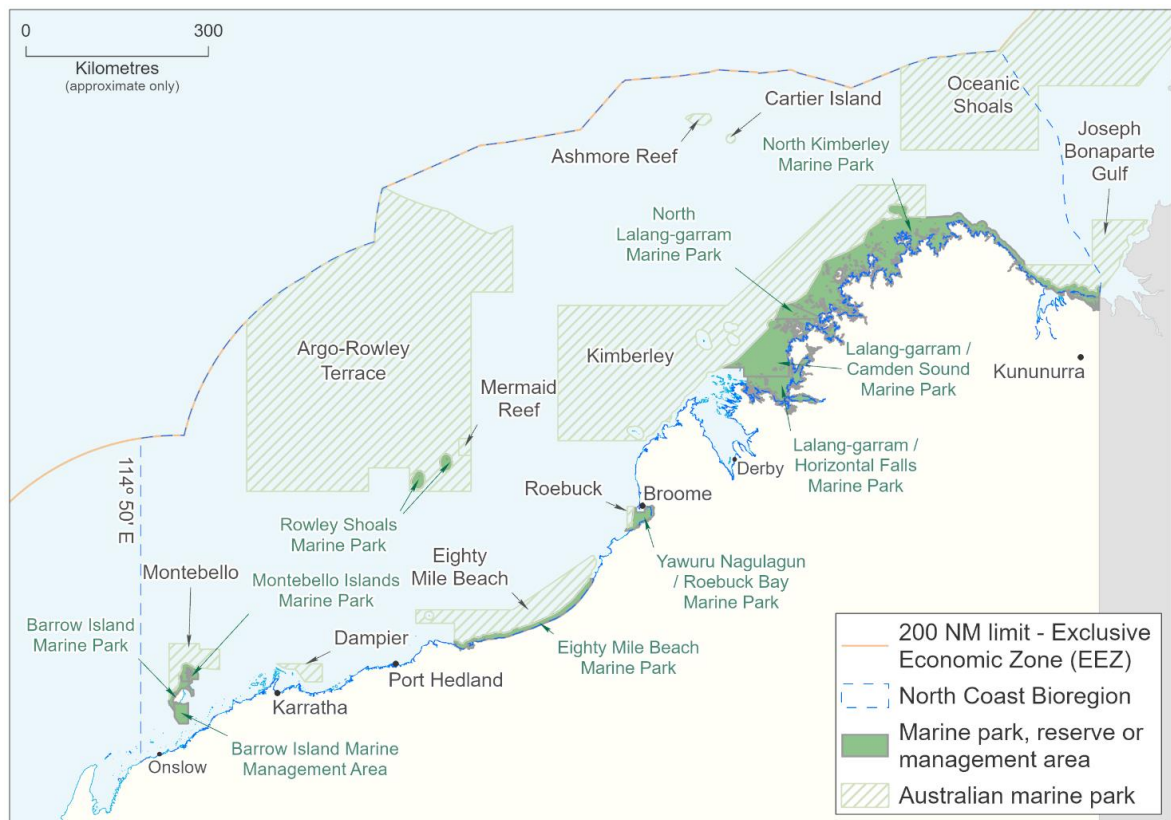 0 300
Kilometres
(approximate only)
Oceanic
Shoals
Cartier Island
Ashmore Reef
North Kimberley
Marine Park
Joseph
Bonaparte
Gulf
North
Lalang-garram
Marine Park
Argo-Rowley
Terrace
Kimberley
Mermaid
Reef
Lalang-garram /
Camden Sound
Marine Park
Kununurra
Lalang-garram /
Horizontal Falls
Marine Park
Derby
114° 50' E
Roebuck
Broome
Rowley Shoals
Marine Park
Yawuru Nagulagun
/ Roebuck Bay
Marine Park
Eighty
Mile Beach
Montebello
Montebello Islands
Marine Park
Barrow Island
Marine Park
Dampier
Eighty Mile Beach
Marine Park
Port Hedland
Karratha
Barrow Island Marine
Management Area
Onslow
200 NM limit - Exclusive
Economic Zone (EEZ)
North Coast Bioregion
Marine park, reserve or
management area
Australian marine park